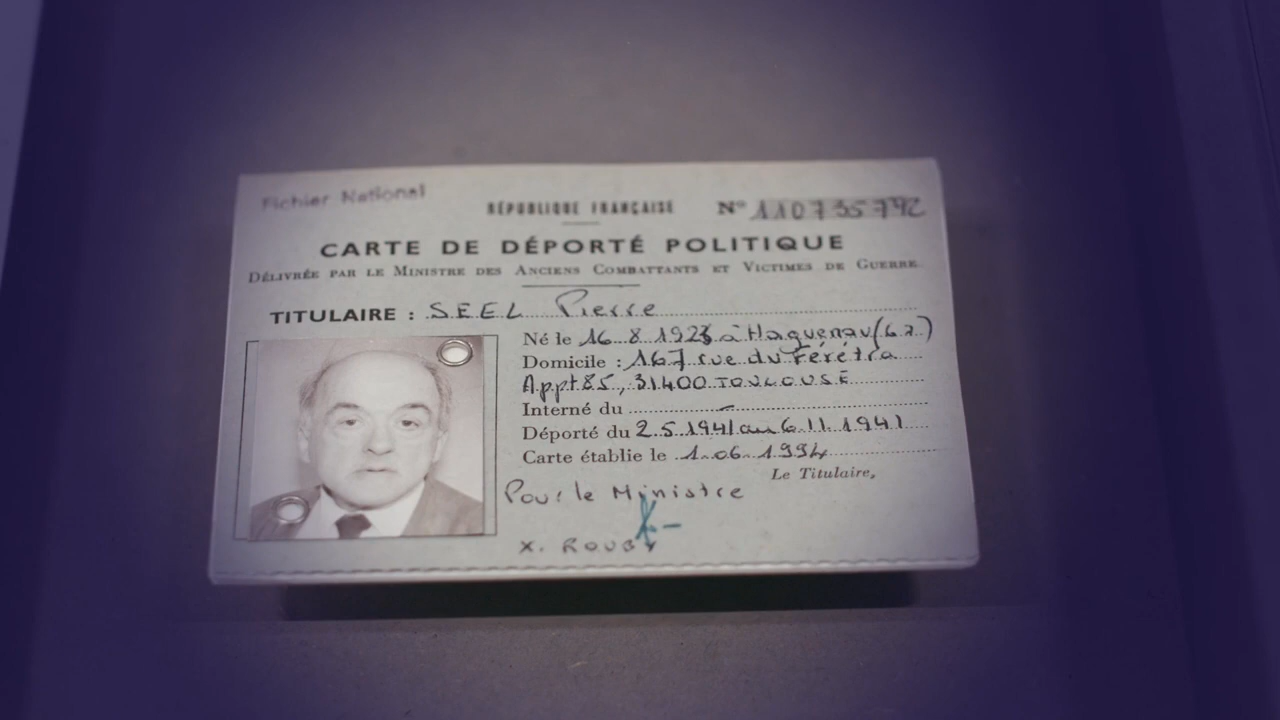 Fichier National
RÉPUBLIQUE FRANÇAISE
N° 110735792
CARTE DE DÉPORTÉ POLITIQUE
DÉLIVRÉE PAR LE MINISTRE DES ANCIENS COMBATTANTS ET VICTIMES DE GUERRE
TITULAIRE : SEEL Pierre
Né le 16.8.1923 à Haguenau (67)
Domicile : 167 rue du Férétra
Appt 85, 31400 TOULOUSE
Interné du
Déporté du 2.5.1941 au 6.11.1941
Carte établie le 1.06.1994
Le Titulaire,
Pour le Ministre
X. ROUBY